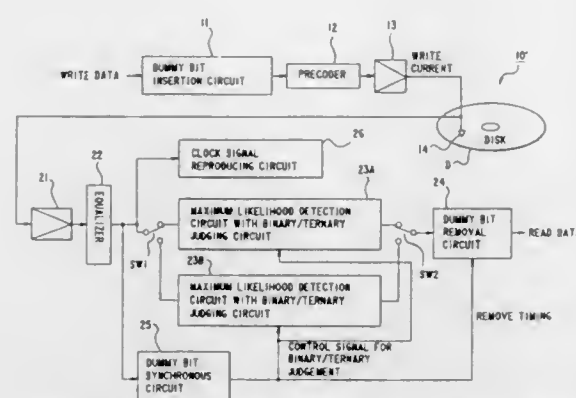 11
12
13
WRITE DATA
DUMMY BIT
INSERTION CIRCUIT
PRECODER
WRITE
CURRENT
10'
14
DISK
D
26
CLOCK SIGNAL
REPRODUCING CIRCUIT
21
22
EQUALIZER
23A
MAXIMUM LIKELIHOOD DETECTION
CIRCUIT WITH BINARY/TERNARY
JUDGING CIRCUIT
24
DUMMY BIT
REMOVAL
CIRCUIT
READ DATA
SW1
SW2
23B
MAXIMUM LIKELIHOOD DETECTION
CIRCUIT WITH BINARY/TERNARY
JUDGING CIRCUIT
REMOVE TIMING
25
DUMMY BIT
SYNCHRONOUS
CIRCUIT
CONTROL SIGNAL FOR
BINARY/TERNARY
JUDGEMENT